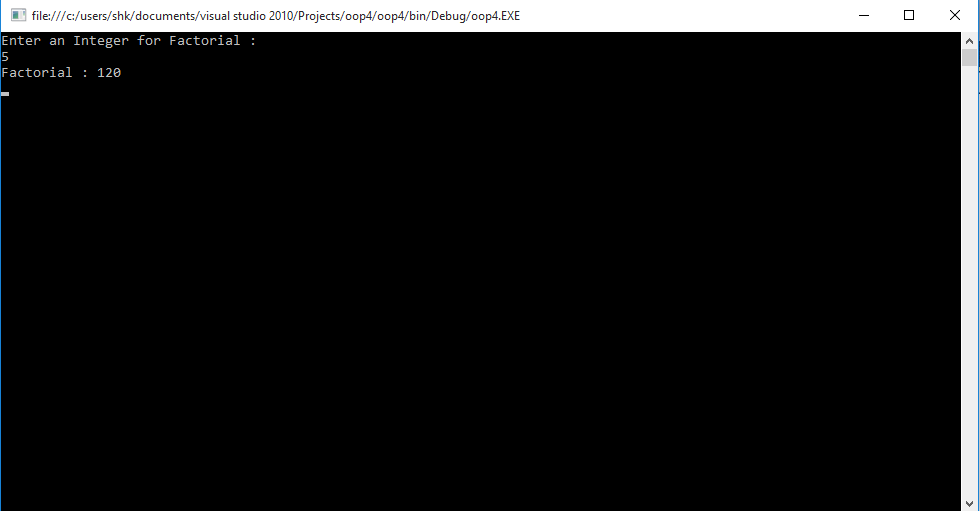 file:///c:/users/shk/documents/visual studio 2010/Projects/oop4/oop4/bin/Debug/oop4.EXE
Enter an Integer for Factorial :
5
Factorial : 120